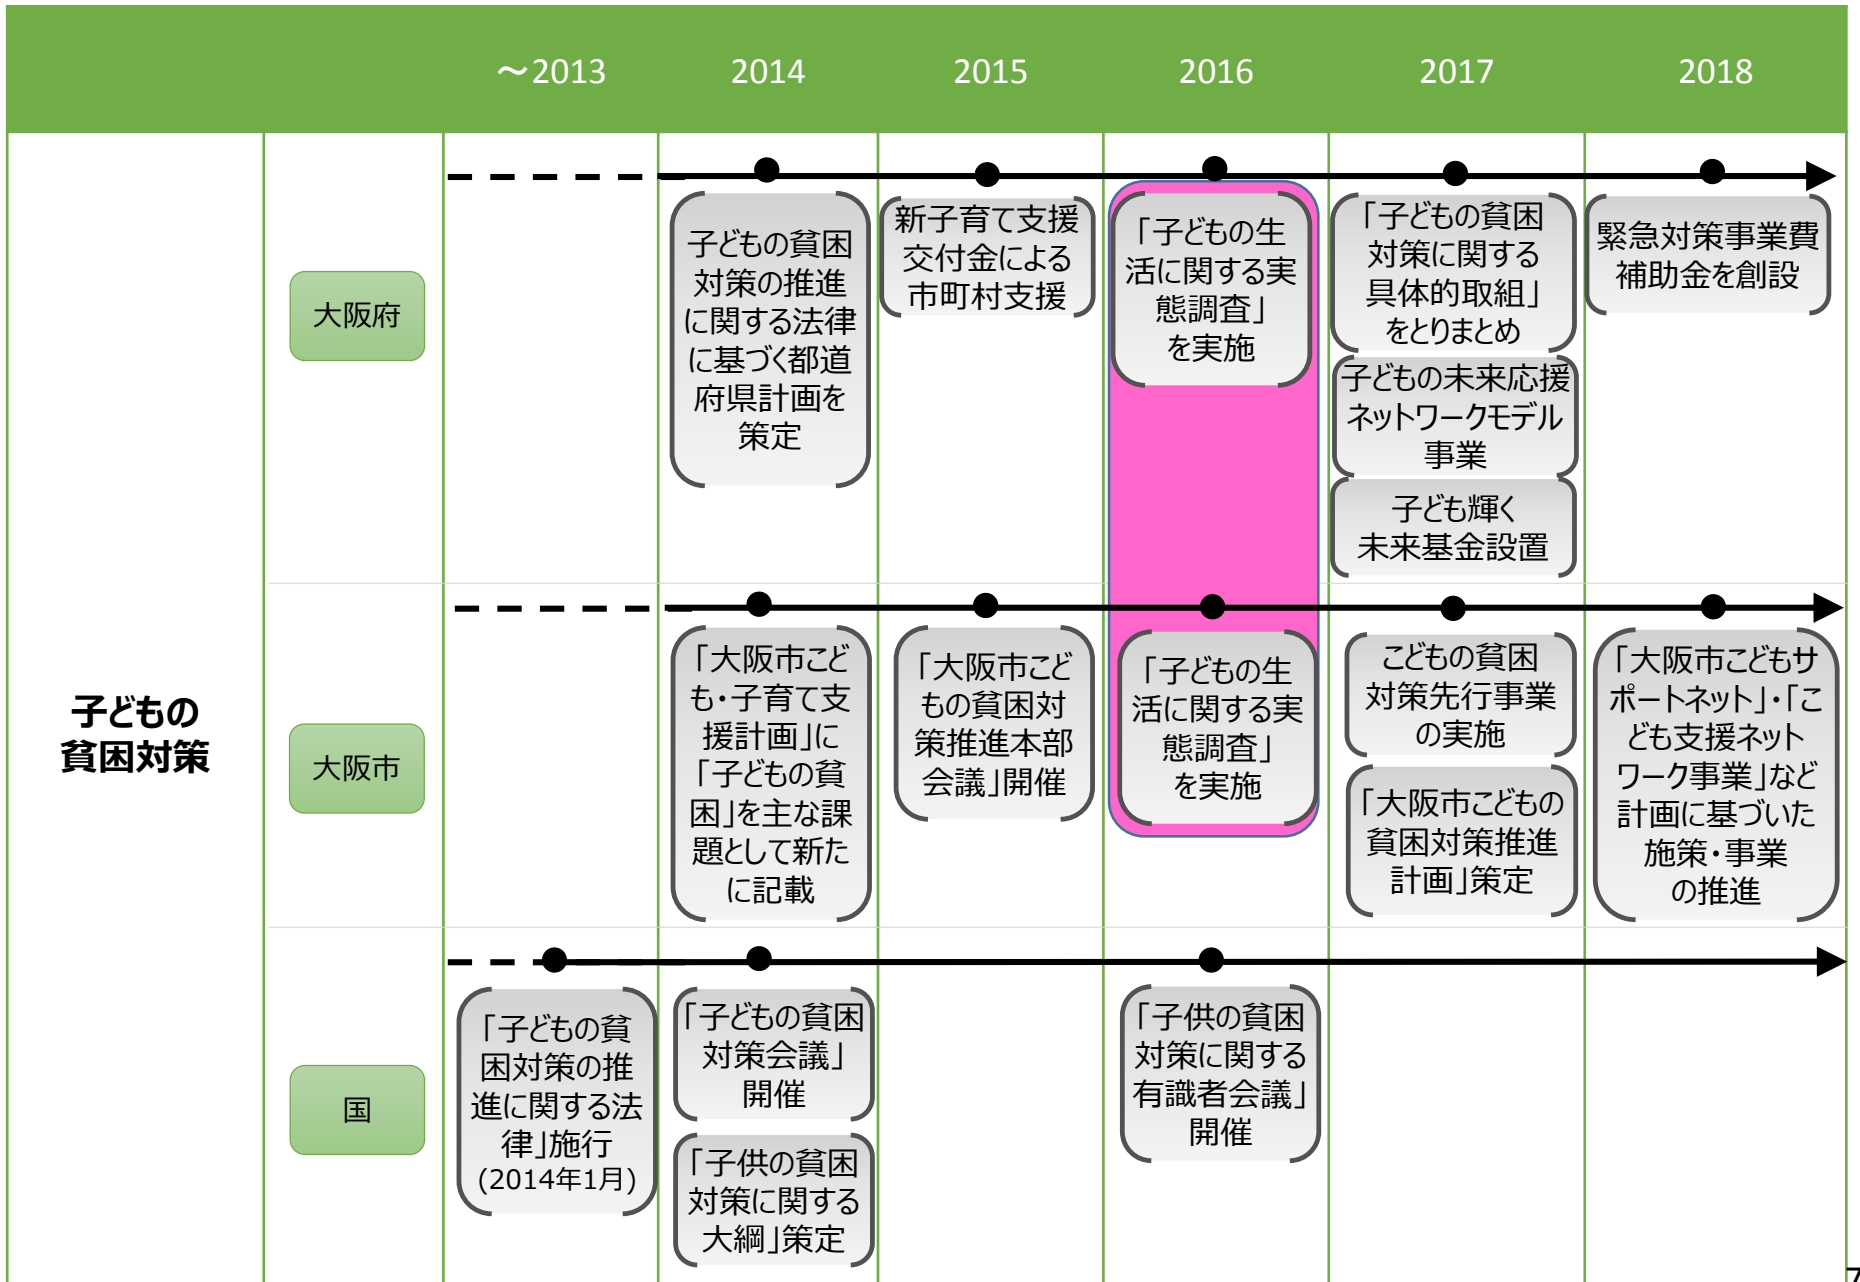 ～2013
2014
2015
2016
2017
2018
子どもの
貧困対策
大阪府
子どもの貧困
対策の推進
に関する法律
に基づく都道
府県計画を
策定
新子育て支援
交付金による
市町村支援
「子どもの生
活に関する実
態調査」
を実施
「子どもの貧困
対策に関する
具体的取組」
をとりまとめ
子どもの未来応援
ネットワークモデル
事業
子ども輝く
未来基金設置
緊急対策事業費
補助金を創設
大阪市
「大阪市こど
も・子育て支
援計画」に
「子どもの貧
困」を主な課
題として新た
に記載
「大阪市こど
もの貧困対
策推進本部
会議」開催
「子どもの生
活に関する実
態調査」
を実施
こどもの貧困
対策先行事業
の実施
「大阪市こどもの
貧困対策推進
計画」策定
「大阪市こどもサ
ポートネット」・「こ
ども支援ネット
ワーク事業」など
計画に基づいた
施策・事業
の推進
国
「子どもの貧
困対策の推
進に関する法
律」施行
(2014年1月)
「子どもの貧困
対策会議」
開催
「子供の貧困
対策に関する
大綱」策定
「子供の貧困
対策に関する
有識者会議」
開催
7